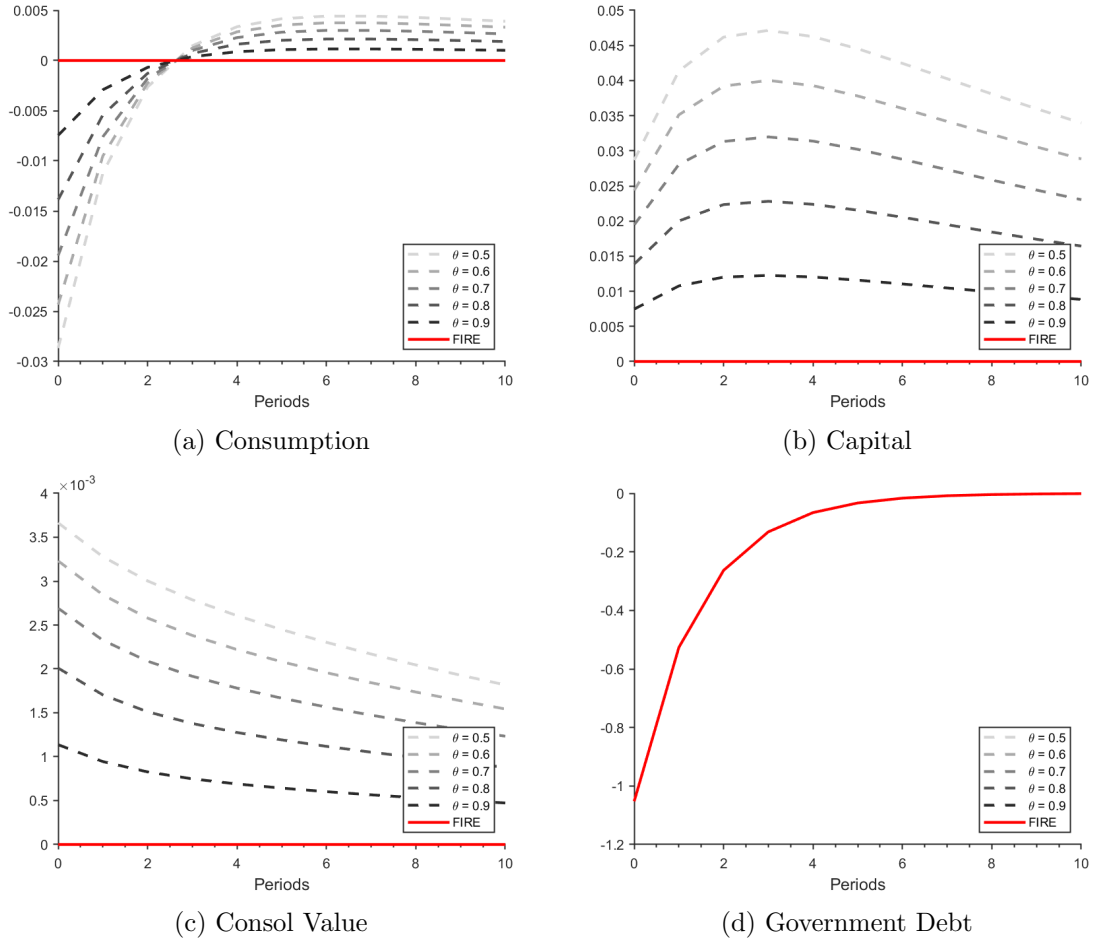 0.005
0
-0.005
-0.01
-0.015
-0.02
-0.025
-0.03
θ = 0.5
θ = 0.6
θ = 0.7
θ = 0.8
θ = 0.9
FIRE
0 2 4 6 8 10
Periods
(a) Consumption
0.05
0.045
0.04
0.035
0.03
0.025
0.02
0.015
0.01
0.005
0
θ = 0.5
θ = 0.6
θ = 0.7
θ = 0.8
θ = 0.9
FIRE
0 2 4 6 8 10
Periods
(b) Capital
×10⁻³
4
3.5
3
2.5
2
1.5
1
0.5
0
θ = 0.5
θ = 0.6
θ = 0.7
θ = 0.8
θ = 0.9
FIRE
0 2 4 6 8 10
Periods
(c) Consol Value
0
-0.2
-0.4
-0.6
-0.8
-1
-1.2
θ = 0.5
θ = 0.6
θ = 0.7
θ = 0.8
θ = 0.9
FIRE
0 2 4 6 8 10
Periods
(d) Government Debt